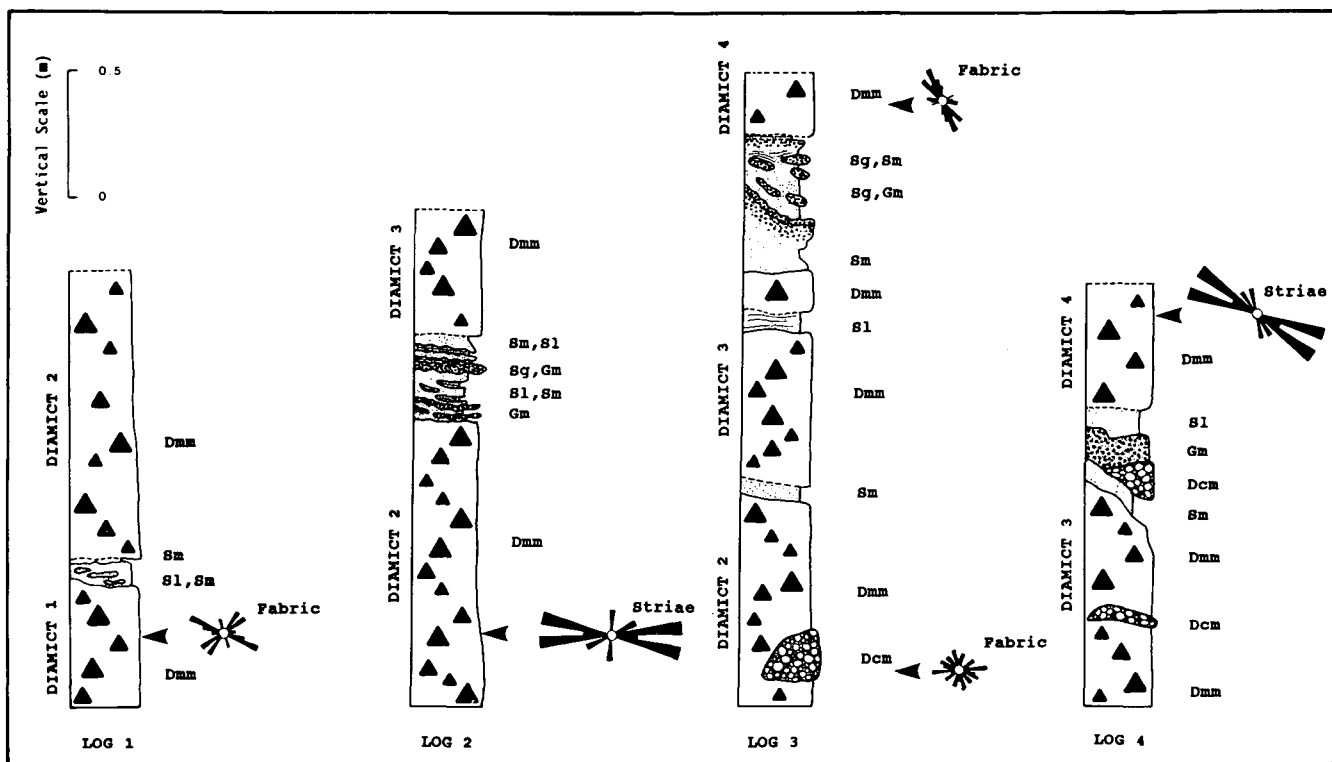 Vertical Scale (m)
0.5
0
DIAMICT 2
Dmm
Sm
Sl,Sm
DIAMICT 1
Fabric
Dmm
LOG 1
DIAMICT 3
Dmm
Sm,Sl
Sg,Gm
Sl,Sm
Gm
DIAMICT 2
Dmm
Striae
LOG 2
DIAMICT 4
Dmm
Fabric
Sg,Sm
Sg,Gm
Sm
Dmm
Sl
DIAMICT 3
Dmm
Sm
DIAMICT 2
Dmm
Dcm
Fabric
LOG 3
DIAMICT 4
Striae
Dmm
Sl
Gm
Dcm
Sm
DIAMICT 3
Dmm
Dcm
Dmm
LOG 4